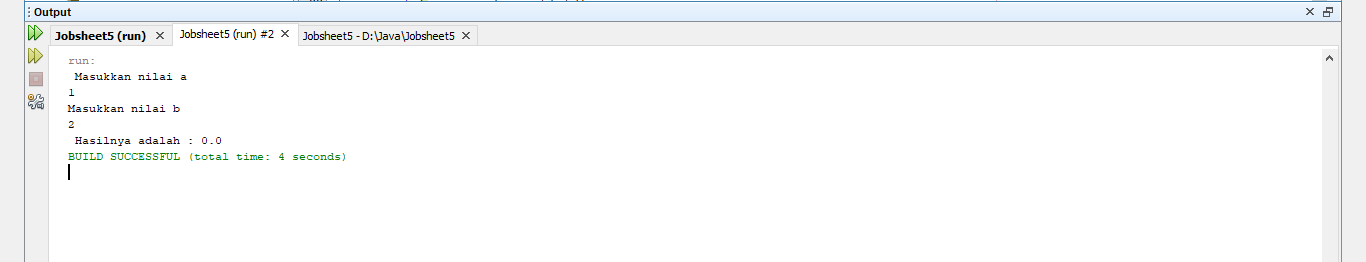 Output
Jobsheet5 (run) Jobsheet5 (run) #2 Jobsheet5 - D:\Java\Jobsheet5
run:
Masukkan nilai a
1
Masukkan nilai b
2
Hasilnya adalah : 0.0
BUILD SUCCESSFUL (total time: 4 seconds)